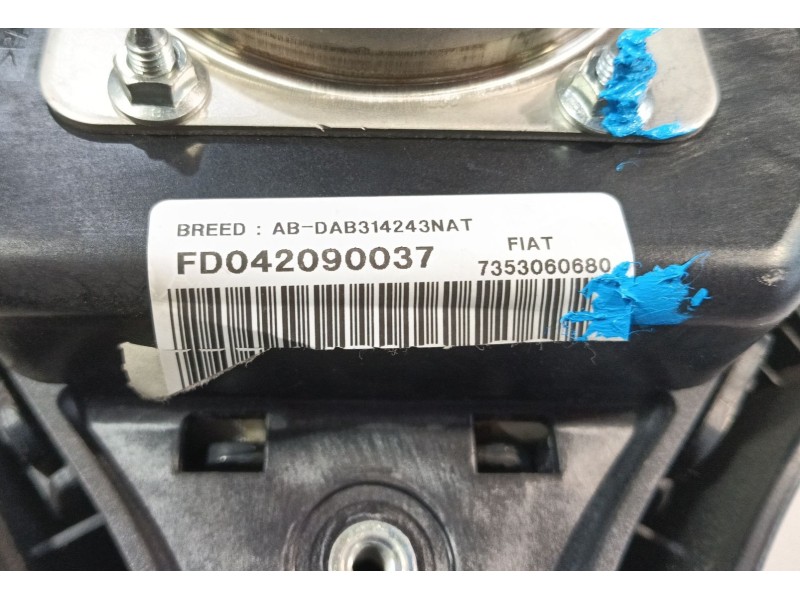 BREED : AB-DAB314243NAT
FD042090037
FIAT
7353060680